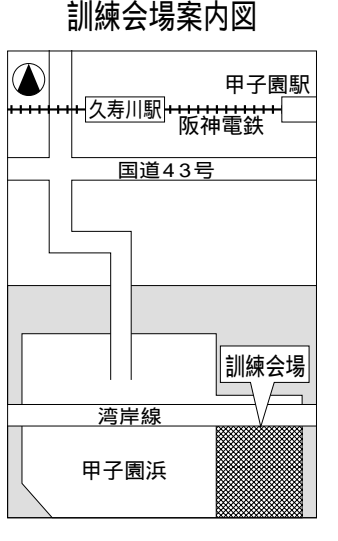 訓練会場案内図
甲子園駅
久寿川駅
阪神電鉄
国道43号
訓練会場
湾岸線
甲子園浜